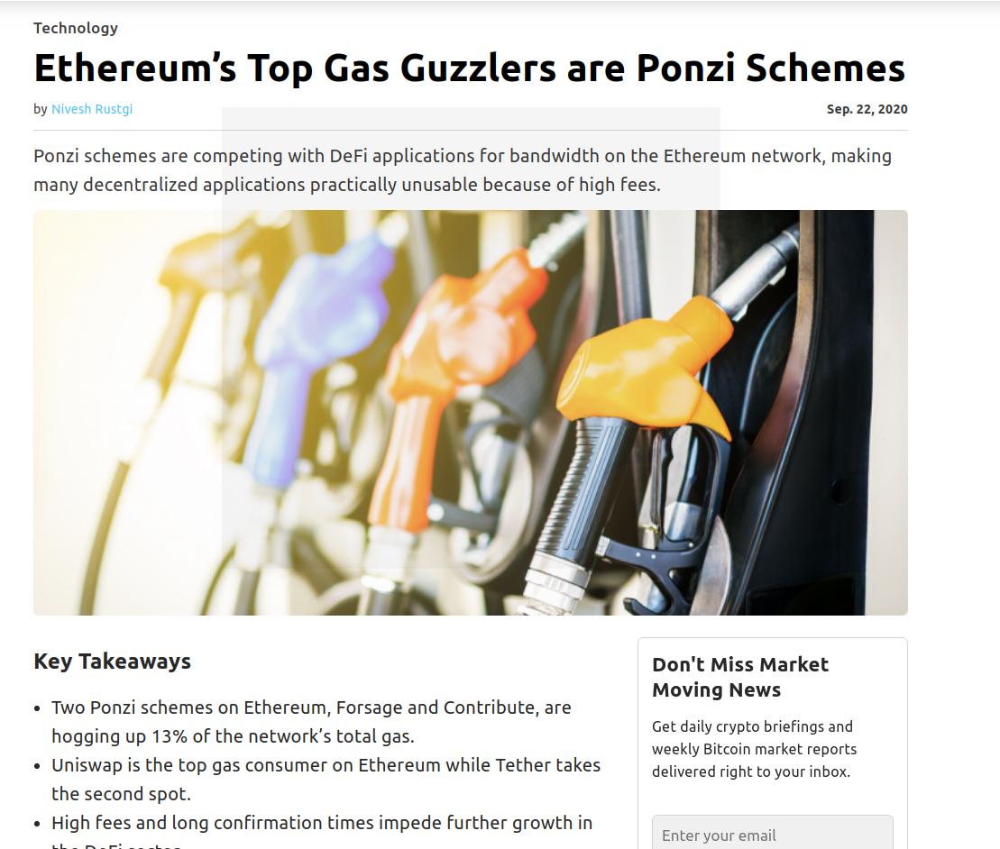 Technology
Ethereum’s Top Gas Guzzlers are Ponzi Schemes
by Nivesh Rustgi
Sep. 22, 2020
Ponzi schemes are competing with DeFi applications for bandwidth on the Ethereum network, making
many decentralized applications practically unusable because of high fees.
Key Takeaways
• Two Ponzi schemes on Ethereum, Forsage and Contribute, are
hogging up 13% of the network’s total gas.
• Uniswap is the top gas consumer on Ethereum while Tether takes
the second spot.
• High fees and long confirmation times impede further growth in
the DeFi sector.
Don't Miss Market
Moving News
Get daily crypto briefings and
weekly Bitcoin market reports
delivered right to your inbox.
Enter your email